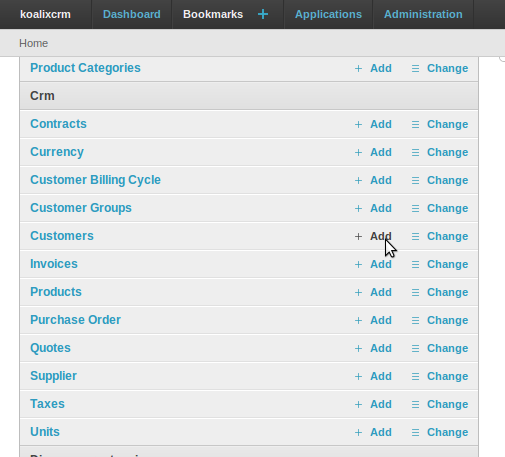 koalixcrm Dashboard Bookmarks + Applications Administration
Home
Product Categories + Add Change
Crm
Contracts + Add Change
Currency + Add Change
Customer Billing Cycle + Add Change
Customer Groups + Add Change
Customers + Add Change
Invoices + Add Change
Products + Add Change
Purchase Order + Add Change
Quotes + Add Change
Supplier + Add Change
Taxes + Add Change
Units + Add Change